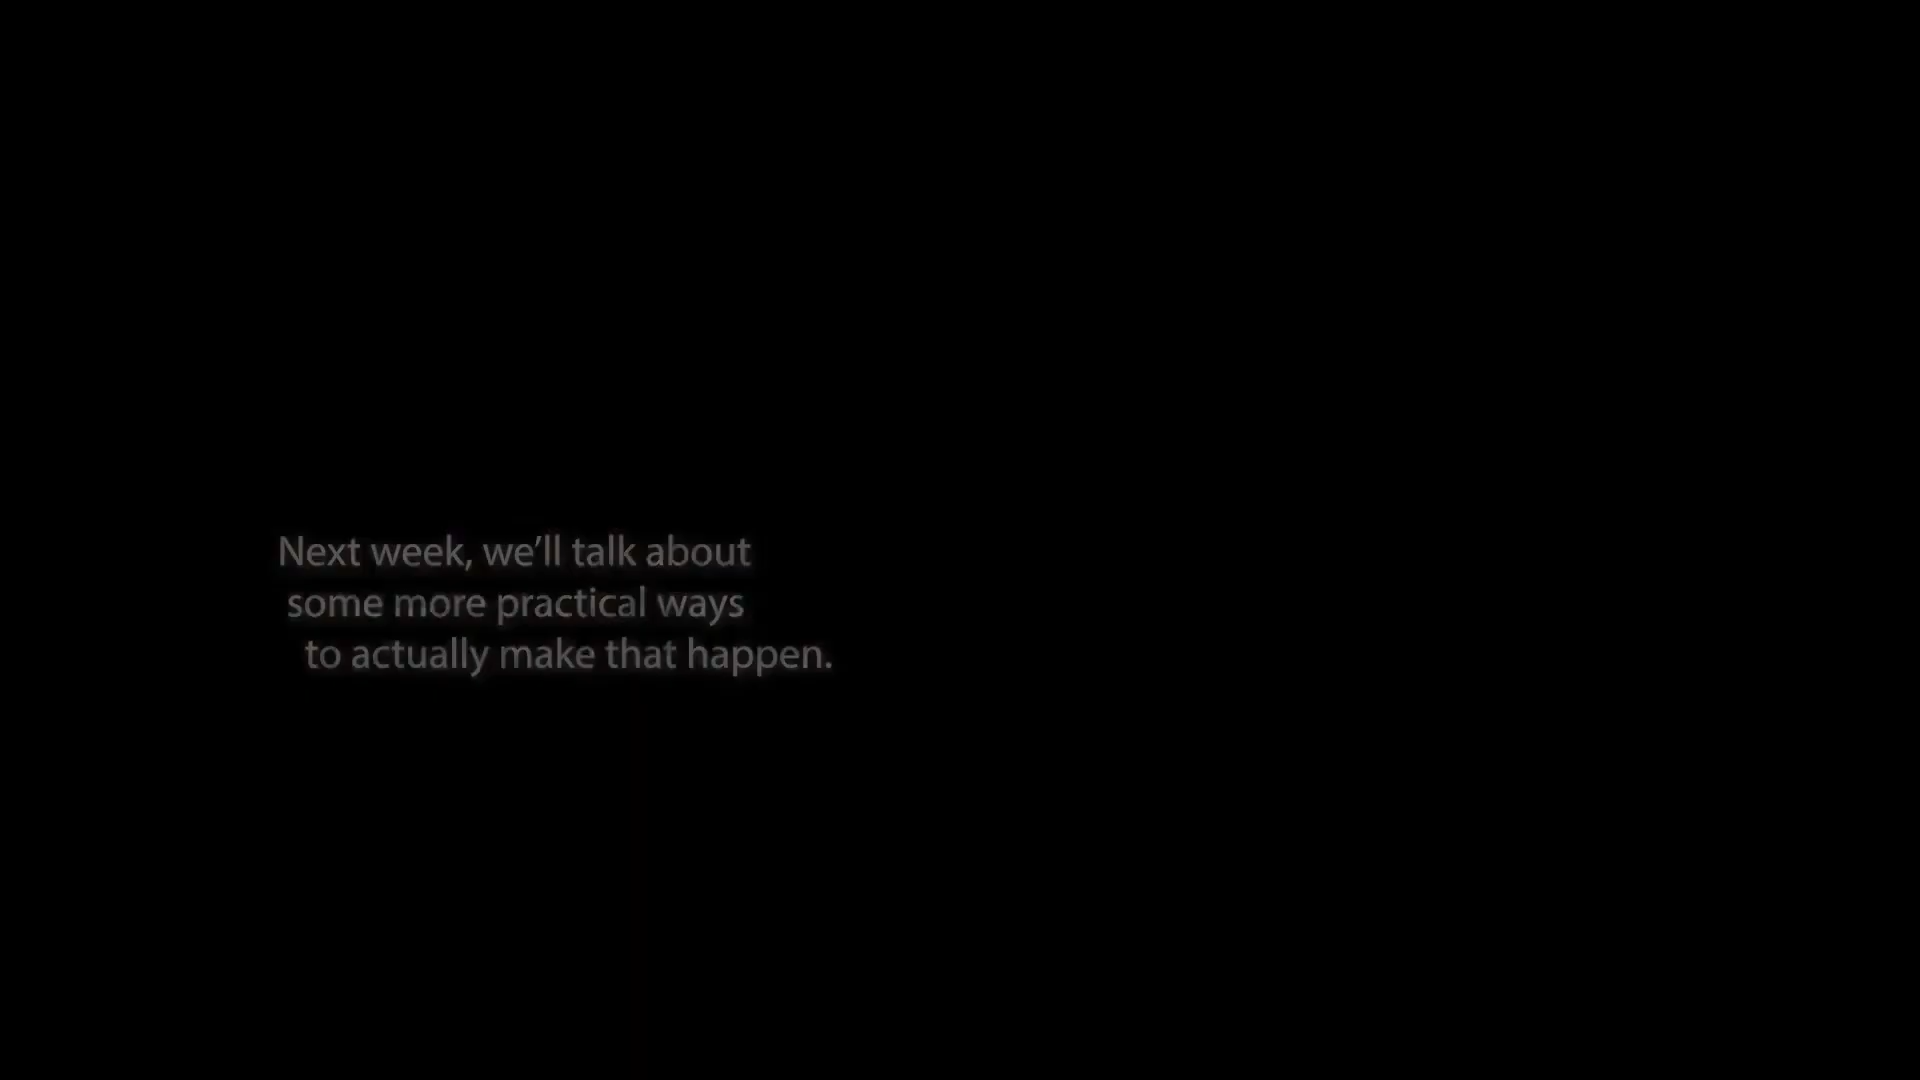 Next week, we’ll talk about
some more practical ways
to actually make that happen.